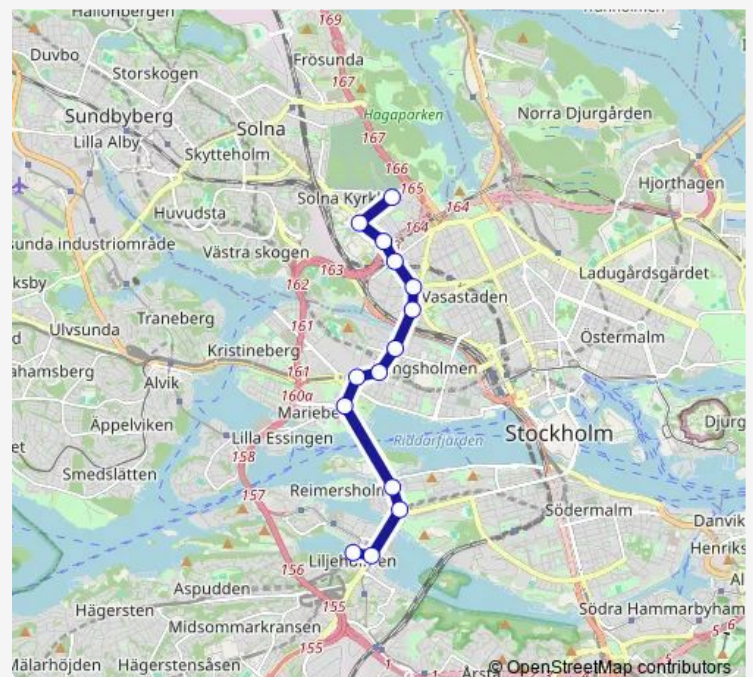 Hallonbergen
169
Duvbo
Frösunda
Storskogen
167
Sundbyberg
Hagaparken
Norra Djurgården
Lilla Alby
Solna
167
Skytteholm
166
Hjorthagen
Solna Kyrk
165
Huvudsta
164
164
sunda industriområde
Västra skogen
163
Ladugårdsgärdet
ksby
162
Vasastaden
Traneberg
Ulvsunda
161
Östermalm
Kristineberg
ahamsberg
161
ngsholmen
Alvik
160a
Mariebe
Äppelviken
Djurg
Lilla Essingen
Riddarfjärden
Stockholm
et
158
Smedslätten
157
Reimersholm
Södermalm
Danvik
Henriks
156
Liljeho
en
Aspudden
155
Hägersten
Södra Hammarbyham
Midsommarkransen
155
Mälarhöjden
Hägerstensåsen
1
Årsta
© OpenStreetMap contributors